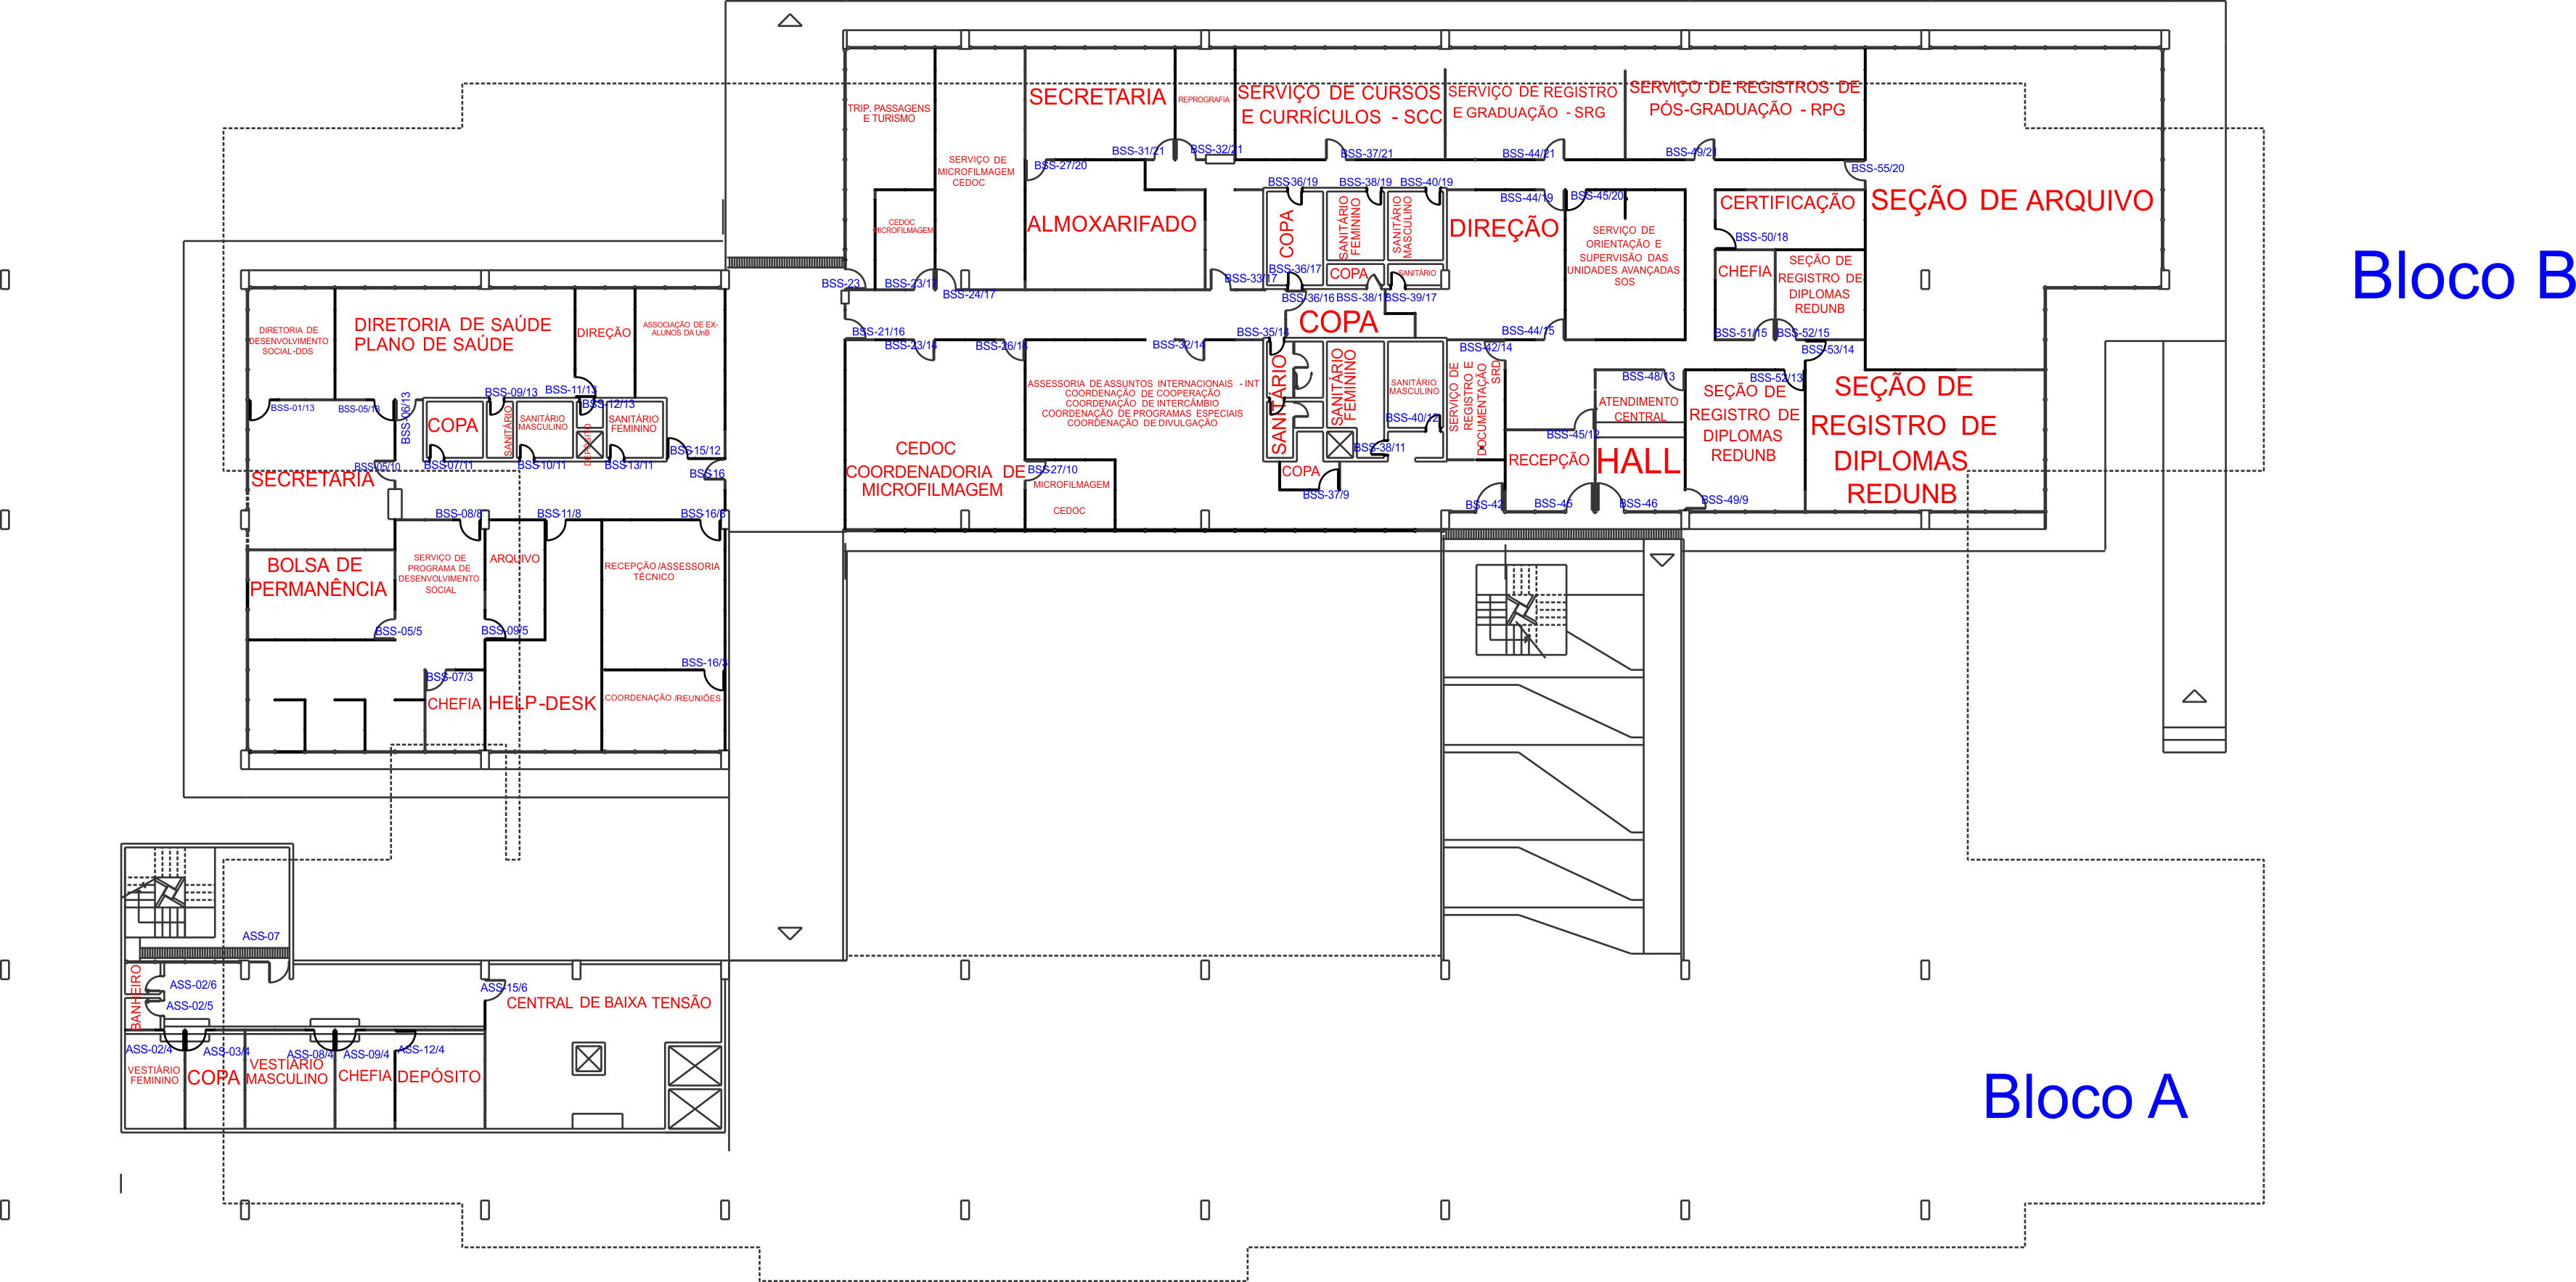 TRIP. PASSAGENS
E TURISMO
SERVIÇO DE
MICROFILMAGEM
CEDOC
SECRETARIA
REPROGRAFIA
SERVIÇO DE CURSOS
E CURRÍCULOS - SCC
SERVIÇO DE REGISTRO
E GRADUAÇÃO - SRG
SERVIÇO DE REGISTROS DE
PÓS-GRADUAÇÃO - RPG
BSS-31/21
BSS-32/21
BSS-37/21
BSS-44/21
BSS-49/21
BSS-27/20
BSS-55/20
SEÇÃO DE ARQUIVO
CEDOC
MICROFILMAGEM
ALMOXARIFADO
BSS-36/19
BSS-38/19
BSS-40/19
COPA
SANITÁRIO
FEMININO
SANITÁRIO
MASCULINO
BSS-44/19
BSS-45/20
DIREÇÃO
SERVIÇO DE
ORIENTAÇÃO E
SUPERVISÃO DAS
UNIDADES AVANÇADAS
SOS
CERTIFICAÇÃO
BSS-50/18
CHEFIA
SEÇÃO DE
REGISTRO DE
DIPLOMAS
REDUNB
BSS-23
BSS-23/17
BSS-24/17
BSS-33/17
BSS-36/17
COPA
SANITÁRIO
BSS-36/16
BSS-38/17
BSS-39/17
COPA
BSS-21/16
BSS-23/14
BSS-26/14
BSS-32/14
BSS-35/14
BSS-44/15
BSS-42/14
BSS-51/15
BSS-52/15
BSS-53/14
Bloco B
DIRETORIA DE
DESENVOLVIMENTO
SOCIAL-DDS
DIRETORIA DE SAÚDE
PLANO DE SAÚDE
DIREÇÃO
ASSOCIAÇÃO DE EX-
ALUNOS DA UnB
BSS-01/13
BSS-05/13
BSS-06/13
BSS-09/13
BSS-11/13
BSS-12/13
COPA
SANITÁRIO
SANITÁRIO
MASCULINO
DEPÓSITO
SANITÁRIO
FEMININO
BSS-05/10
BSS-07/11
BSS-10/11
BSS-13/11
BSS-15/12
BSS16
SECRETARIA
CEDOC
COORDENADORIA DE
MICROFILMAGEM
ASSESSORIA DE ASSUNTOS INTERNACIONAIS - INT
COORDENAÇÃO DE COOPERAÇÃO
COORDENAÇÃO DE INTERCÂMBIO
COORDENAÇÃO DE PROGRAMAS ESPECIAIS
COORDENAÇÃO DE DIVULGAÇÃO
BSS-27/10
MICROFILMAGEM
CEDOC
SANITÁRIO
SANITÁRIO
FEMININO
SANITÁRIO
MASCULINO
BSS-40/12
BSS-38/11
COPA
BSS-37/9
SERVIÇO DE
REGISTRO E
DOCUMENTAÇÃO
SRD
BSS-48/13
ATENDIMENTO
CENTRAL
BSS-45/12
RECEPÇÃO
HALL
BSS-42
BSS-45
BSS-46
BSS-52/13
SEÇÃO DE
REGISTRO DE
DIPLOMAS
REDUNB
BSS-49/9
SEÇÃO DE
REGISTRO DE
DIPLOMAS
REDUNB
BSS-08/8
BSS-11/8
BSS-16/8
BOLSA DE
PERMANÊNCIA
SERVIÇO DE
PROGRAMA DE
DESENVOLVIMENTO
SOCIAL
ARQUIVO
RECEPÇÃO/ASSESSORIA
TÉCNICO
BSS-05/5
BSS-09/5
BSS-07/3
BSS-16/3
CHEFIA
HELP-DESK
COORDENAÇÃO/REUNIÕES
ASS-07
BANHEIRO
ASS-02/6
ASS-02/5
ASS-15/6
CENTRAL DE BAIXA TENSÃO
ASS-02/4
ASS-03/4
ASS-08/4
ASS-09/4
ASS-12/4
VESTIÁRIO
FEMININO
COPA
VESTIÁRIO
MASCULINO
CHEFIA
DEPÓSITO
Bloco A